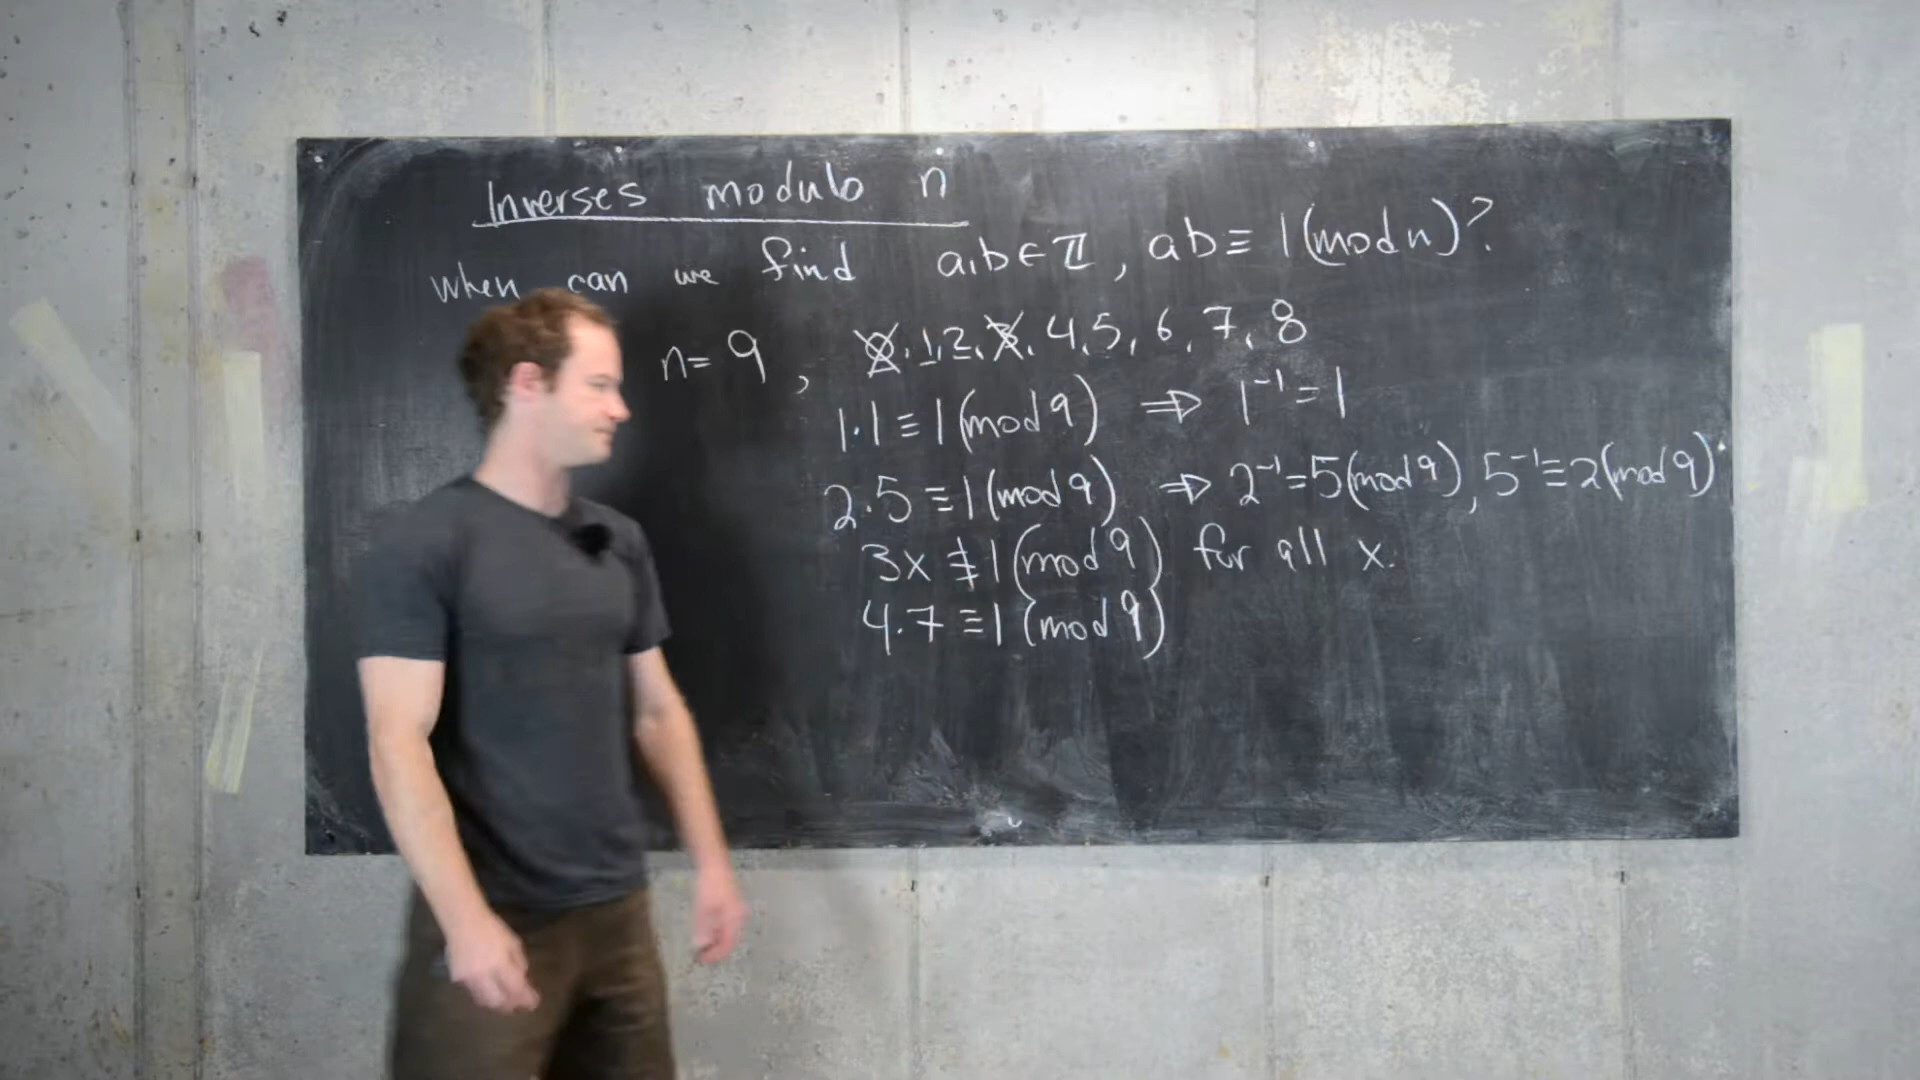 Inverses modulo n
when can we find a,b∈ℤ, ab≡1(mod n)?
n=9, 0, 1, 2, 3, 4, 5, 6, 7, 8
1·1≡1(mod 9) ⇒ 1⁻¹=1
2·5≡1(mod 9) ⇒ 2⁻¹=5(mod 9), 5⁻¹≡2(mod 9).
3x≢1(mod 9) for all x.
4·7≡1(mod 9)